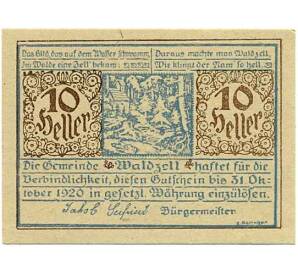 Das Bild, das auf dem Wasser schwamm,
Im Walde eine Zell' bekam:
Daraus machte man Waldzell
Wie klingt der Nam' so hell.
10 Heller
10 Heller
Die Gemeinde Waldzell haftet für die
Verbindlichkeit, diesen Gutschein bis 31 Ok-
tober 1920 in gesetzl. Währung einzulösen.
Jakob Seifried Bürgermeister